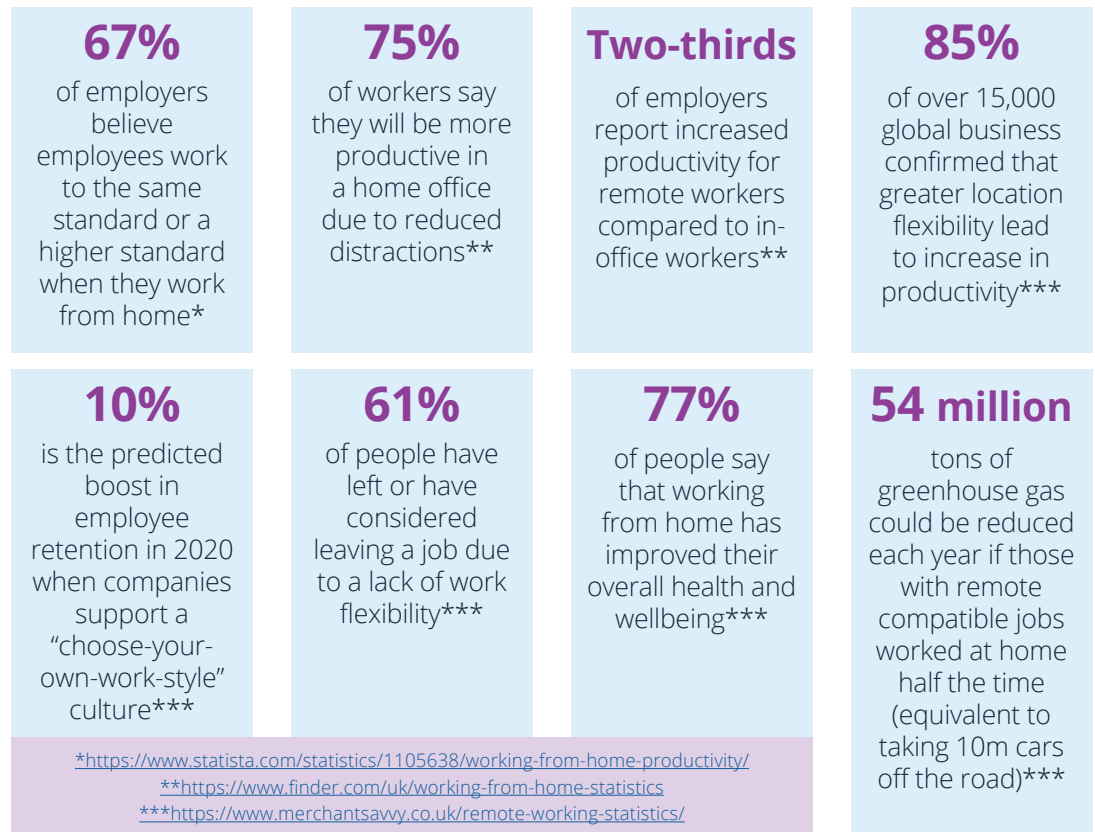 67%
of employers
believe
employees work
to the same
standard or a
higher standard
when they work
from home*
75%
of workers say
they will be more
productive in
a home office
due to reduced
distractions**
Two-thirds
of employers
report increased
productivity for
remote workers
compared to in-
office workers**
85%
of over 15,000
global business
confirmed that
greater location
flexibility lead
to increase in
productivity***
10%
is the predicted
boost in
employee
retention in 2020
when companies
support a
“choose-your-
own-work-style”
culture***
61%
of people have
left or have
considered
leaving a job due
to a lack of work
flexibility***
77%
of people say
that working
from home has
improved their
overall health and
wellbeing***
54 million
tons of
greenhouse gas
could be reduced
each year if those
with remote
compatible jobs
worked at home
half the time
(equivalent to
taking 10m cars
off the road)***
*https://www.statista.com/statistics/1105638/working-from-home-productivity/
**https://www.finder.com/uk/working-from-home-statistics
***https://www.merchantsavvy.co.uk/remote-working-statistics/